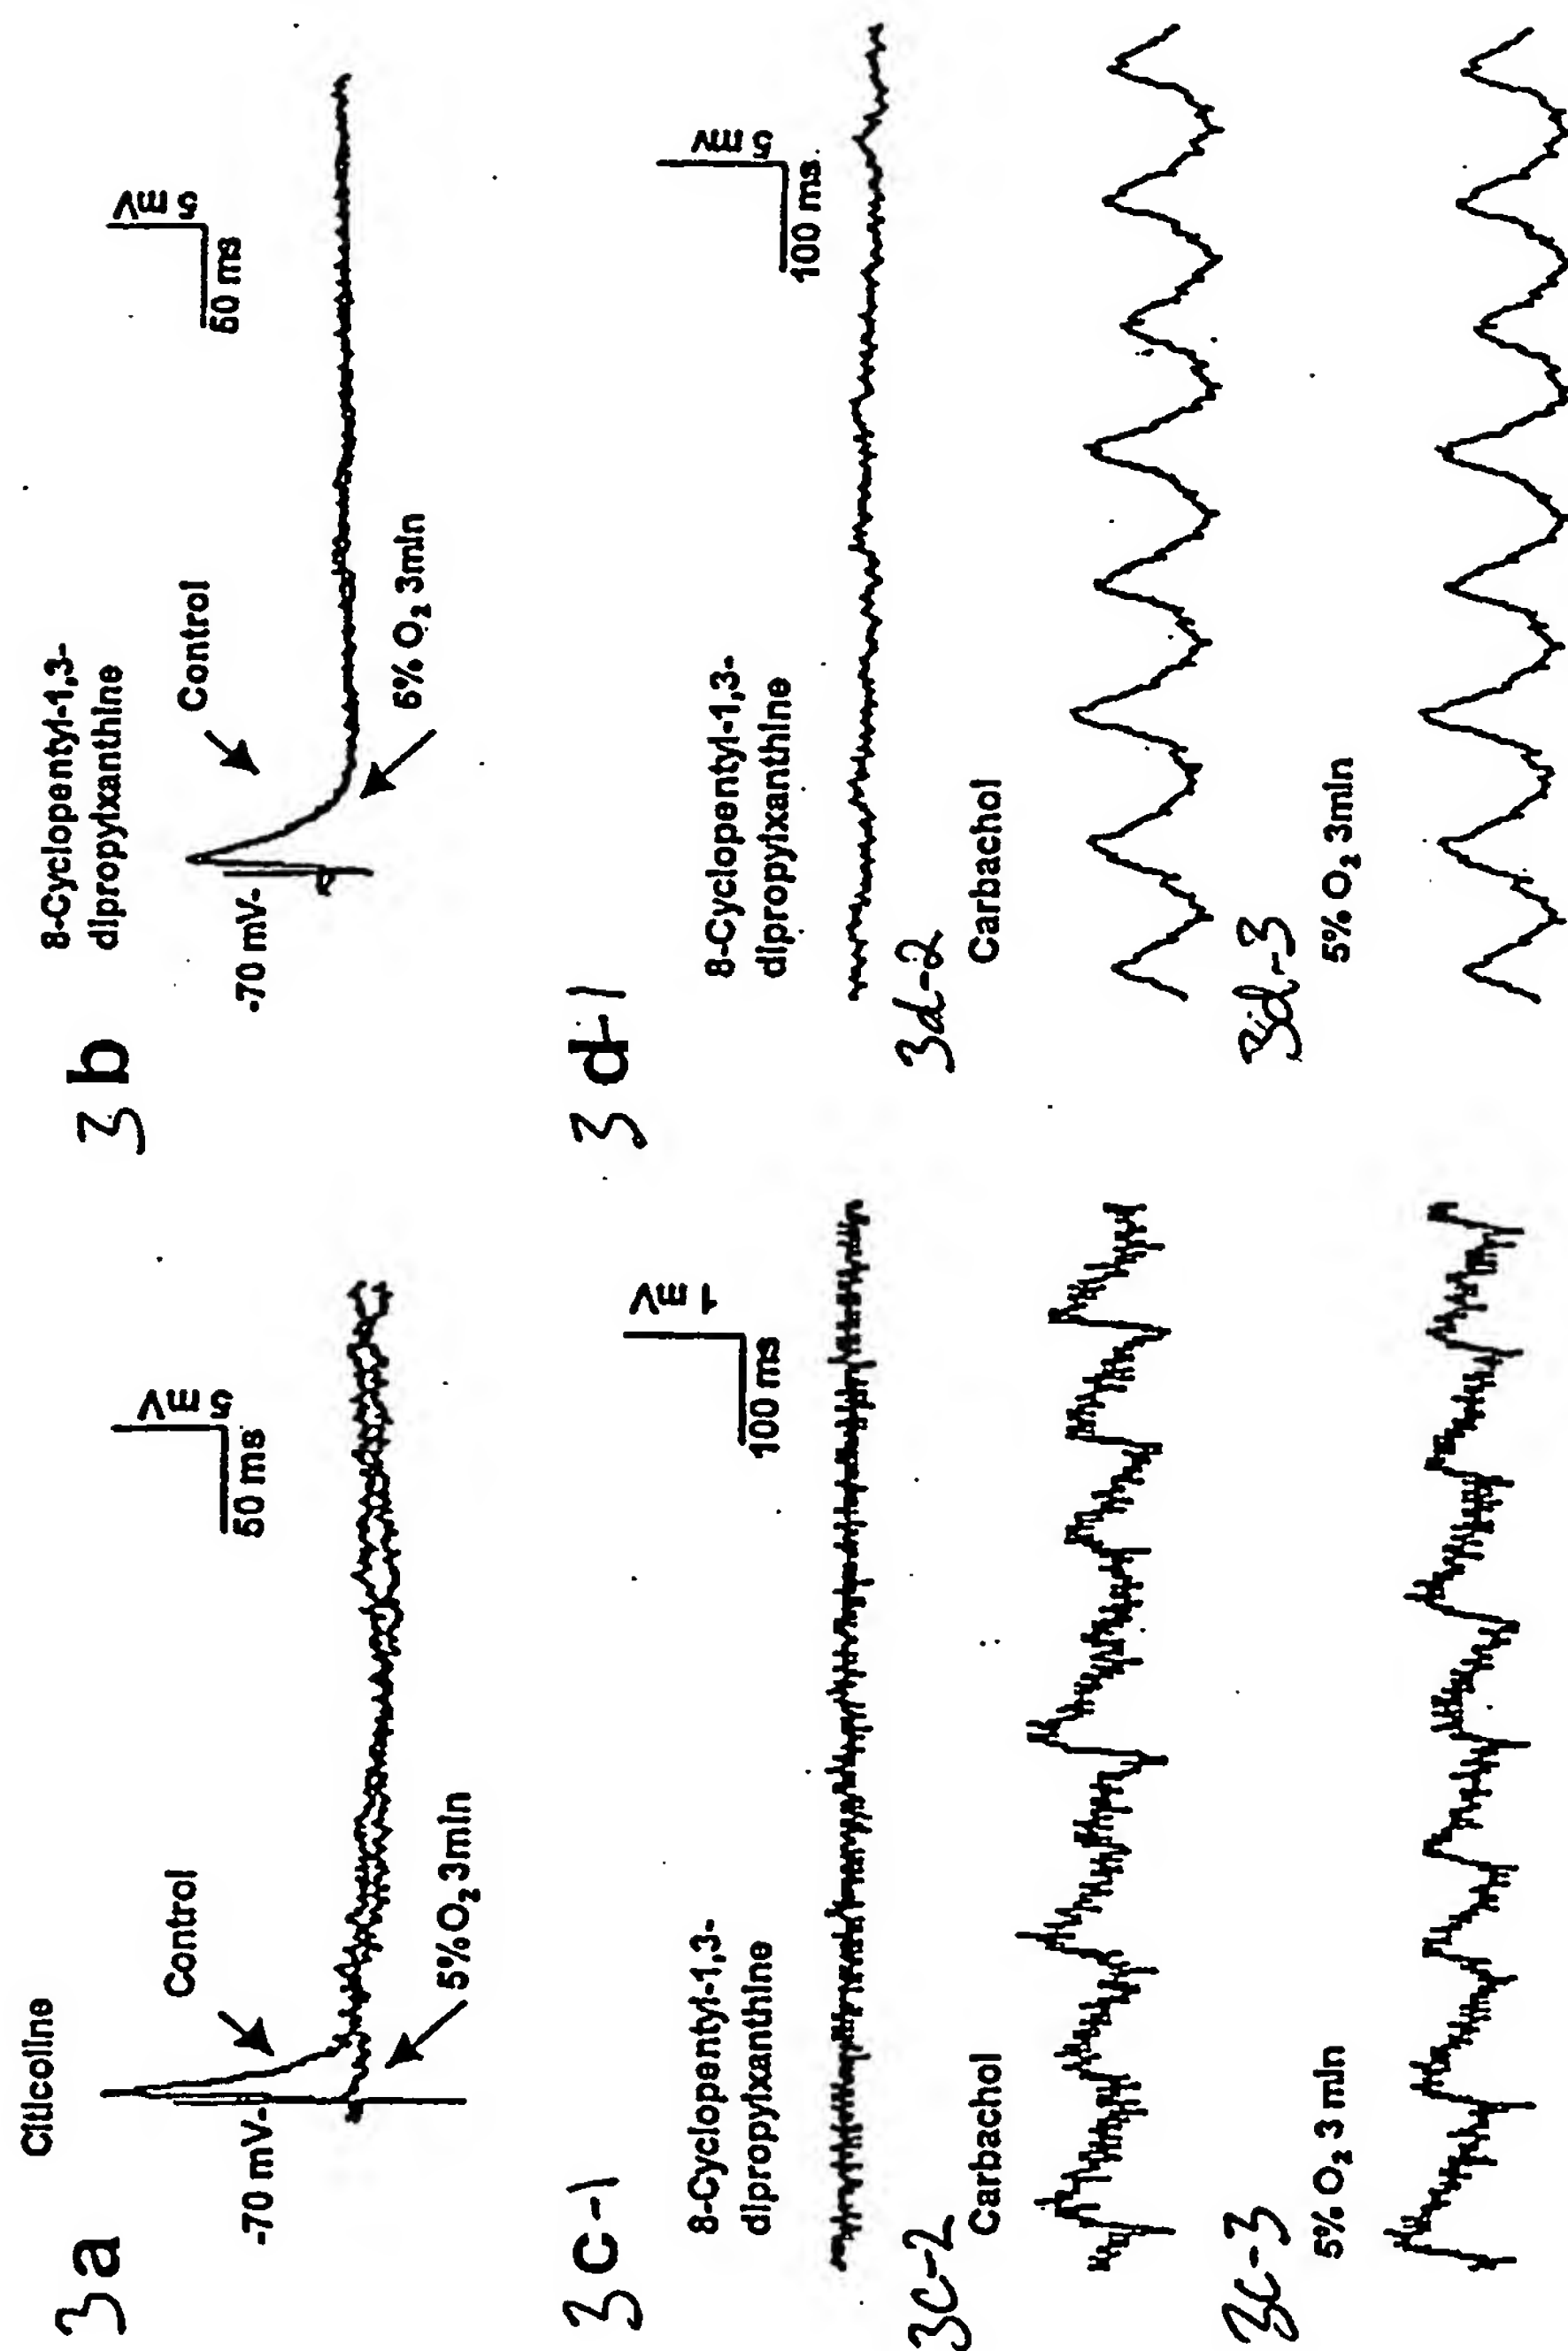 3a
Citicoline
Control
-70 mV-
5% O₂ 3min
5 mV
50 ms
3b
8-Cyclopentyl-1,3-
dipropylxanthine
Control
-70 mV-
5% O₂ 3min
5 mV
50 ms
3c-1
8-Cyclopentyl-1,3-
dipropylxanthine
1 mV
100 ms
3c-2
Carbachol
3c-3
5% O₂ 3 min
3d-1
8-Cyclopentyl-1,3-
dipropylxanthine
5 mV
100 ms
3d-2
Carbachol
3d-3
5% O₂ 3min